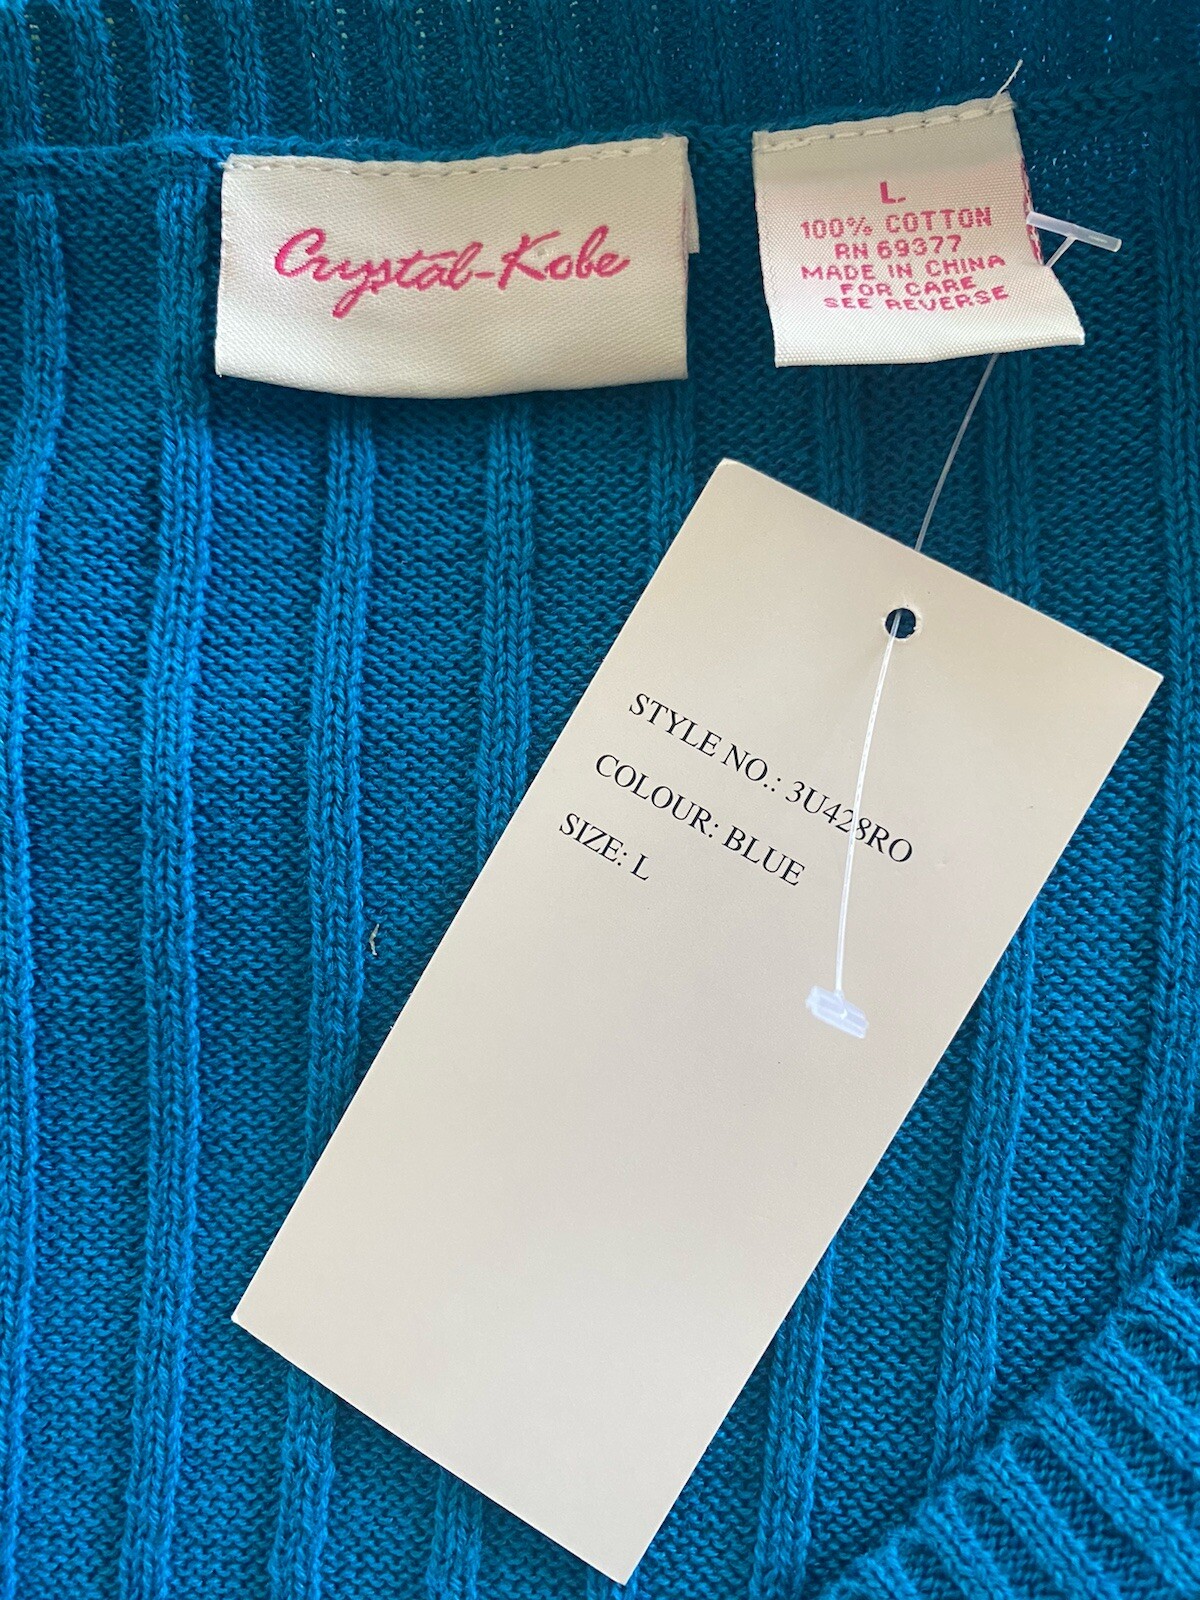 Crystal-Kobe
L
100% COTTON
RN 69377
MADE IN CHINA
FOR CARE
SEE REVERSE
STYLE NO.: 3U428RO
COLOUR: BLUE
SIZE: L